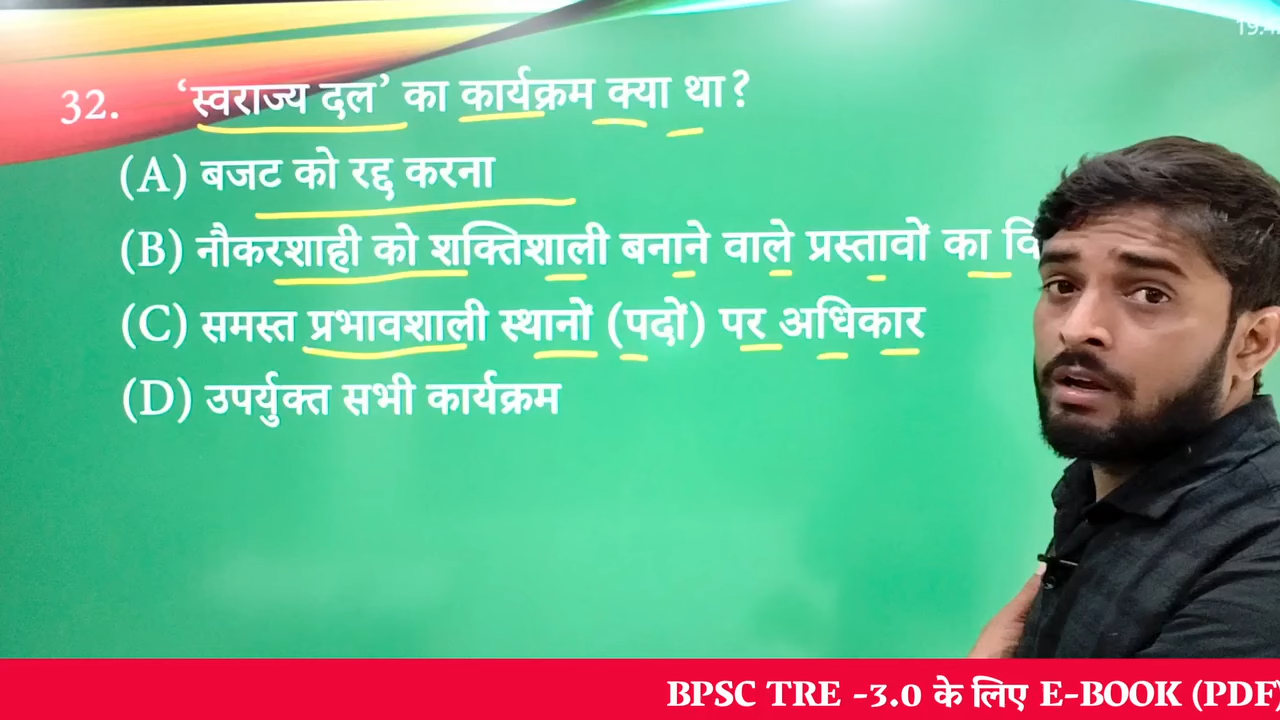 32. ‘स्वराज्य दल’ का कार्यक्रम क्या था?
(A) बजट को रद्द करना
(B) नौकरशाही को शक्तिशाली बनाने वाले प्रस्तावों का
(C) समस्त प्रभावशाली स्थानों (पदों) पर अधिकार
(D) उपर्युक्त सभी कार्यक्रम
BPSC TRE -3.0 के लिए E-BOOK (PDF)